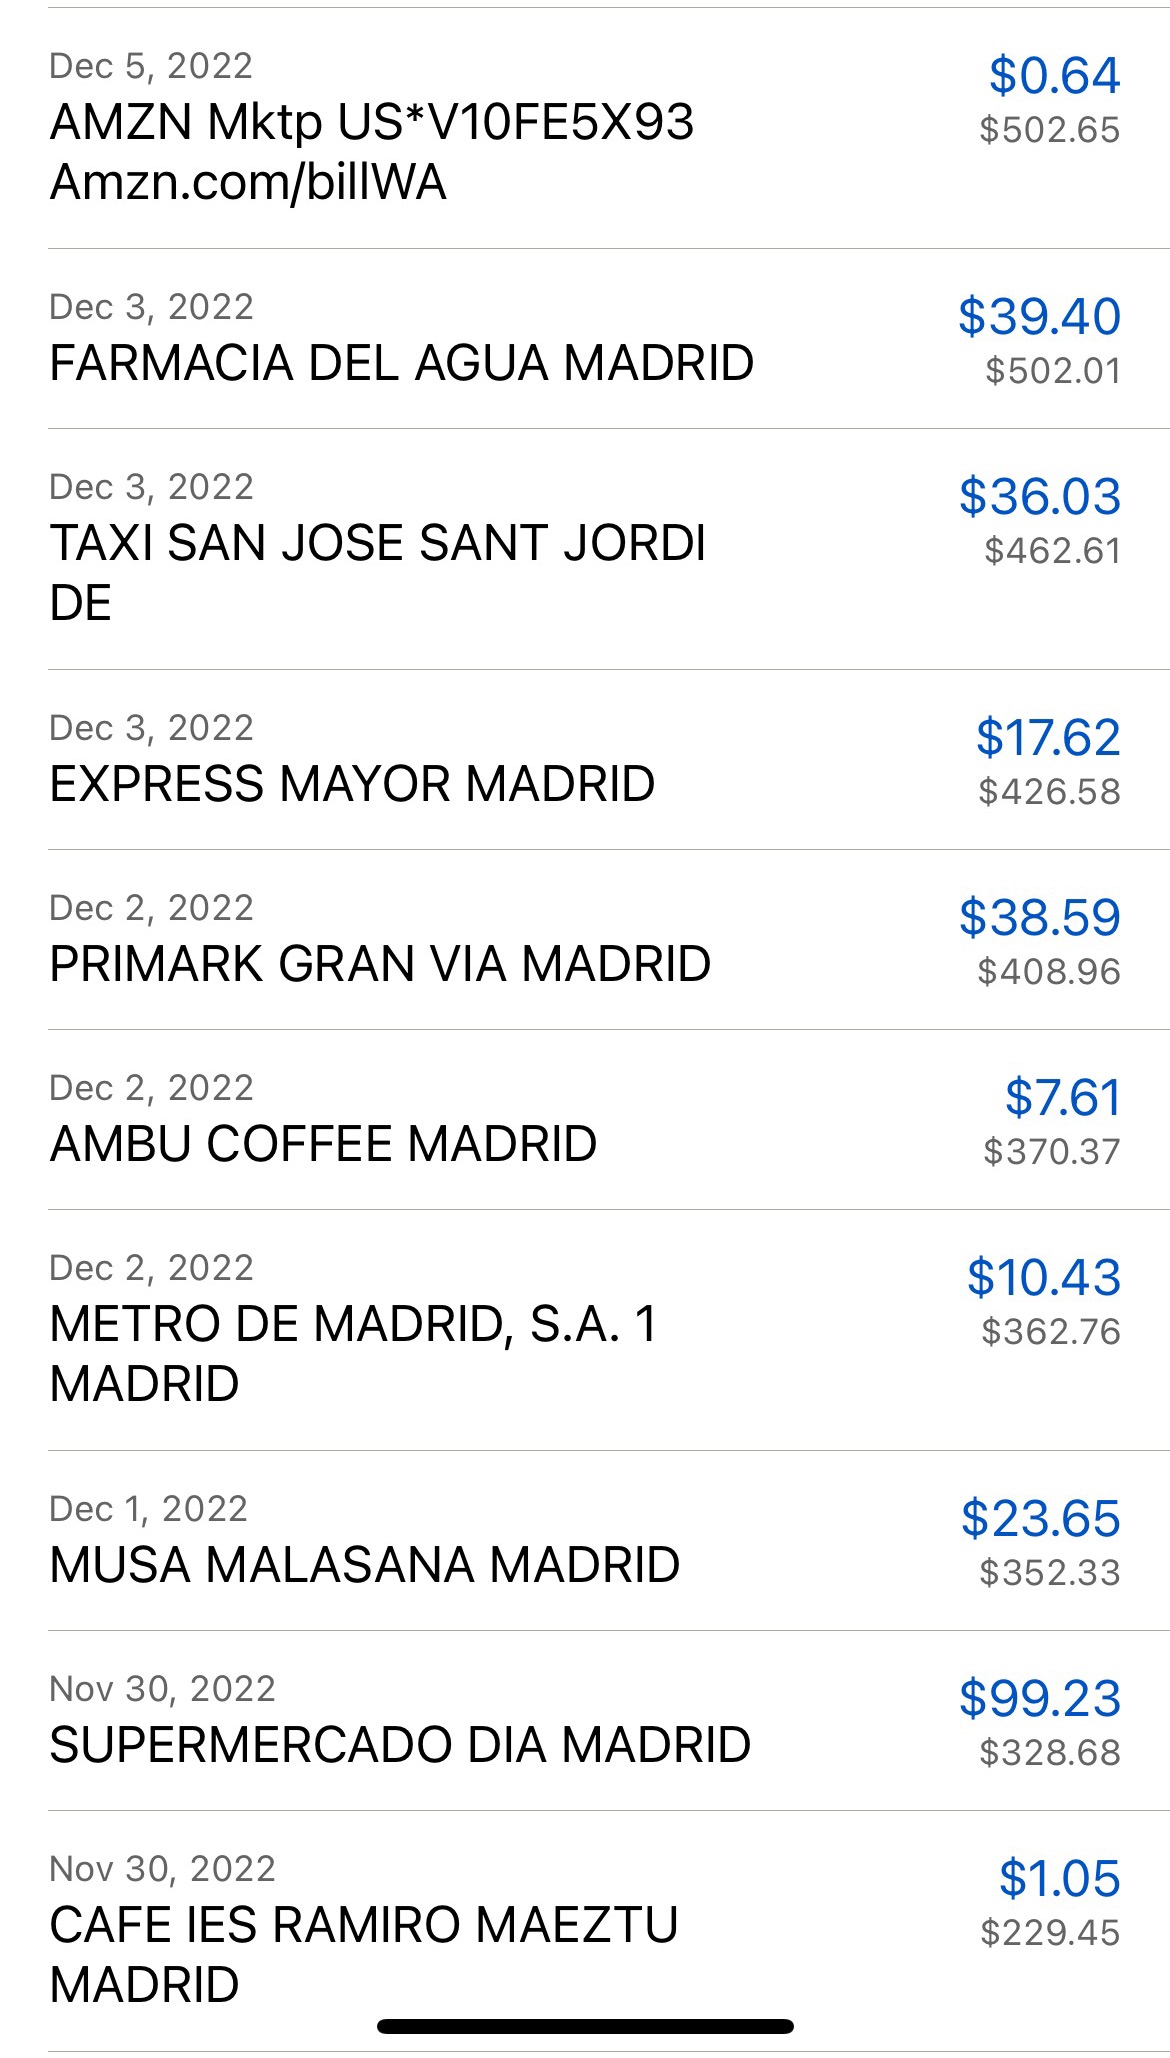 Dec 5, 2022
$0.64
AMZN Mktp US*V10FE5X93
$502.65
Amzn.com/billWA
Dec 3, 2022
$39.40
FARMACIA DEL AGUA MADRID
$502.01
Dec 3, 2022
$36.03
TAXI SAN JOSE SANT JORDI
$462.61
DE
Dec 3, 2022
$17.62
EXPRESS MAYOR MADRID
$426.58
Dec 2, 2022
$38.59
PRIMARK GRAN VIA MADRID
$408.96
Dec 2, 2022
$7.61
AMBU COFFEE MADRID
$370.37
Dec 2, 2022
$10.43
METRO DE MADRID, S.A. 1
$362.76
MADRID
Dec 1, 2022
$23.65
MUSA MALASANA MADRID
$352.33
Nov 30, 2022
$99.23
SUPERMERCADO DIA MADRID
$328.68
Nov 30, 2022
$1.05
CAFE IES RAMIRO MAEZTU
$229.45
MADRID